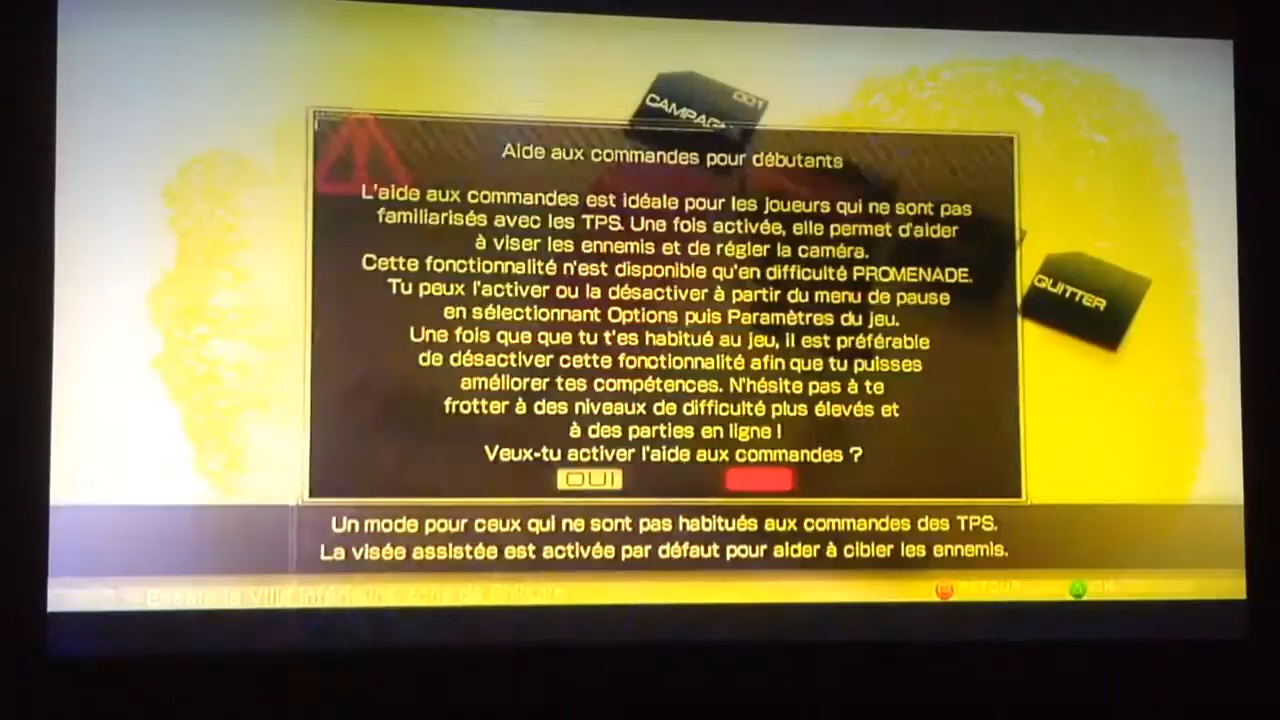 CAMPAGNE 001
Aide aux commandes pour débutants
L'aide aux commandes est idéale pour les joueurs qui ne sont pas
familiarisés avec les TPS. Une fois activée, elle permet d'aider
à viser les ennemis et de régler la caméra.
Cette fonctionnalité n'est disponible qu'en difficulté PROMENADE.
Tu peux l'activer ou la désactiver à partir du menu de pause
en sélectionnant Options puis Paramètres du jeu.
QUITTER
Une fois que que tu t'es habitué au jeu, il est préférable
de désactiver cette fonctionnalité afin que tu puisses
améliorer tes compétences. N'hésite pas à te
frotter à des niveaux de difficulté plus élevés et
à des parties en ligne !
Veux-tu activer l'aide aux commandes ?
OUI
Un mode pour ceux qui ne sont pas habitués aux commandes des TPS.
La visée assistée est activée par défaut pour aider à cibler les ennemis.
RETOUR OK